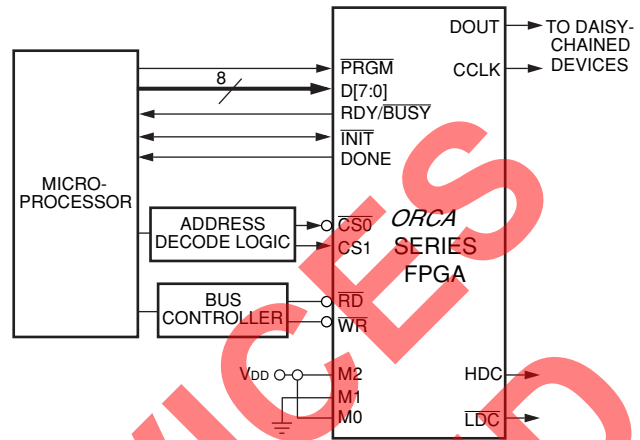 DOUT
TO DAISY-
CHAINED
DEVICES
CCLK
PRGM
8
D[7:0]
RDY/BUSY
INIT
DONE
MICRO-
PROCESSOR
ADDRESS
DECODE LOGIC
CS0
CS1
ORCA
SERIES
FPGA
BUS
CONTROLLER
RD
WR
VDD
M2
M1
M0
HDC
LDC